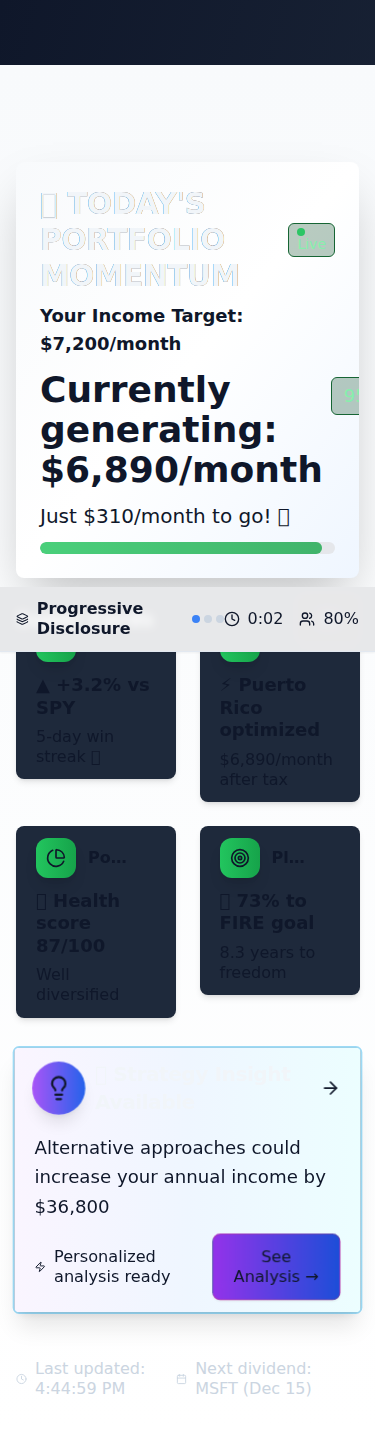 TODAY'S
PORTFOLIO
MOMENTUM
Live
Your Income Target:
$7,200/month
Currently
generating:
$6,890/month
Just $310/month to go!
Progressive
Disclosure
0:02
80%
▲ +3.2% vs
SPY
5-day win
streak
⚡ Puerto
Rico
optimized
$6,890/month
after tax
Po...
Health
score
87/100
Well
diversified
Pl...
73% to
FIRE goal
8.3 years to
freedom
Alternative approaches could
increase your annual income by
$36,800
Personalized
analysis ready
See
Analysis →
Last updated:
4:44:59 PM
Next dividend:
MSFT (Dec 15)